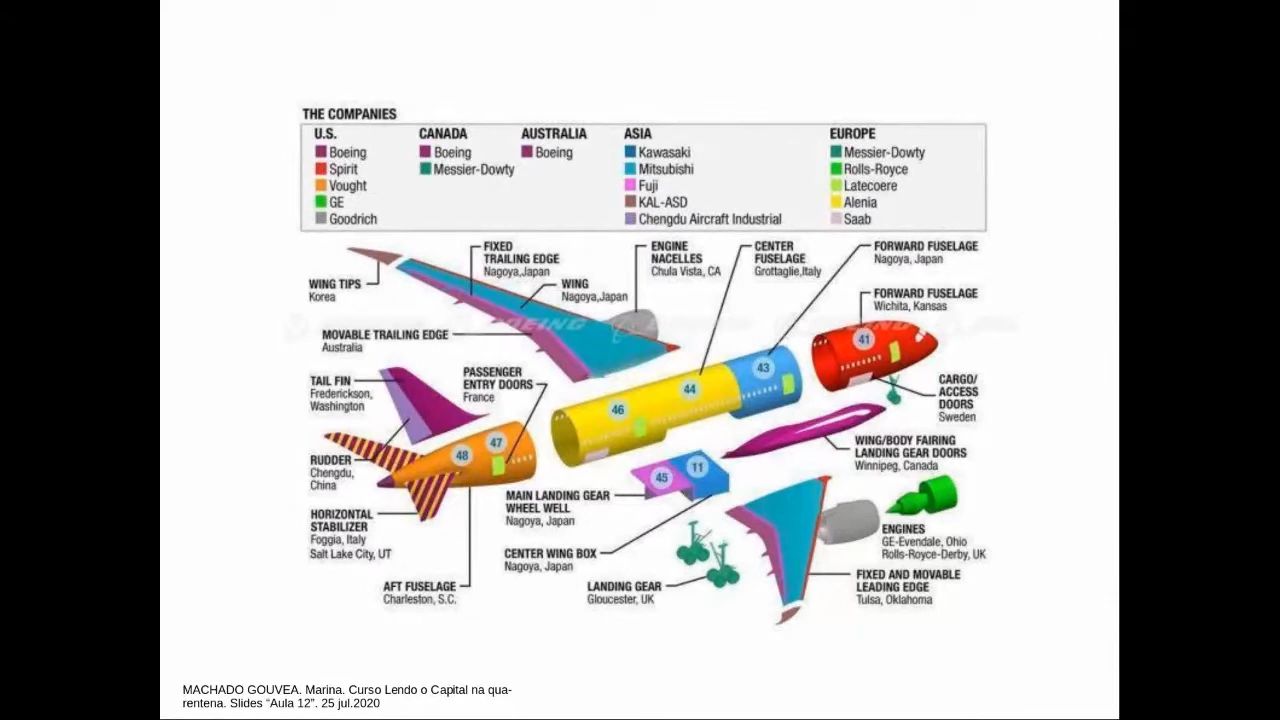 THE COMPANIES
U.S.
Boeing
Spirit
Vought
GE
Goodrich
CANADA
Boeing
Messier-Dowty
AUSTRALIA
Boeing
ASIA
Kawasaki
Mitsubishi
Fuji
KAL-ASD
Chengdu Aircraft Industrial
EUROPE
Messier-Dowty
Rolls-Royce
Latecoere
Alenia
Saab
WING TIPS
Korea
FIXED
TRAILING EDGE
Nagoya,Japan
WING
Nagoya,Japan
ENGINE
NACELLES
Chula Vista, CA
CENTER
FUSELAGE
Grottaglie,Italy
FORWARD FUSELAGE
Nagoya, Japan
FORWARD FUSELAGE
Wichita, Kansas
MOVABLE TRAILING EDGE
Australia
BOEING
41
43
44
46
47
48
TAIL FIN
Frederickson,
Washington
PASSENGER
ENTRY DOORS
France
CARGO/
ACCESS
DOORS
Sweden
WING/BODY FAIRING
LANDING GEAR DOORS
Winnipeg, Canada
RUDDER
Chengdu,
China
45
11
MAIN LANDING GEAR
WHEEL WELL
Nagoya, Japan
HORIZONTAL
STABILIZER
Foggia, Italy
Salt Lake City, UT
CENTER WING BOX
Nagoya, Japan
ENGINES
GE-Evendale, Ohio
Rolls-Royce-Derby, UK
AFT FUSELAGE
Charleston, S.C.
LANDING GEAR
Gloucester, UK
FIXED AND MOVABLE
LEADING EDGE
Tulsa, Oklahoma
MACHADO GOUVEA. Marina. Curso Lendo o Capital na qua-
rentena. Slides “Aula 12”. 25 jul.2020